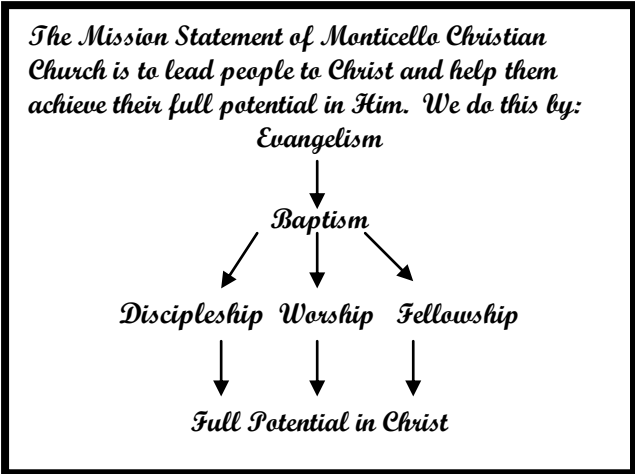 The Mission Statement of Monticello Christian
Church is to lead people to Christ and help them
achieve their full potential in Him. We do this by:
Evangelism
Baptism
Discipleship Worship Fellowship
Full Potential in Christ